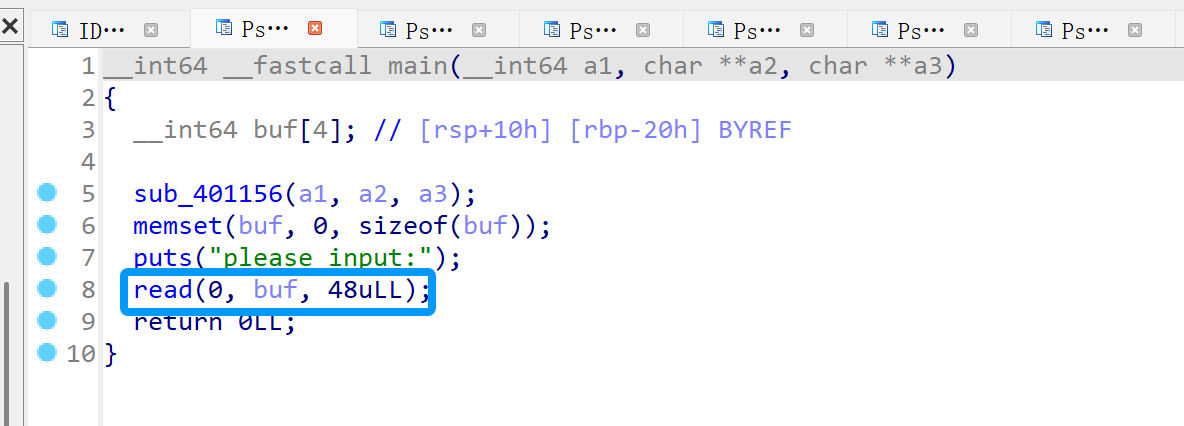 ID··· Ps··· Ps··· Ps··· Ps··· Ps··· Ps···
1 __int64 __fastcall main(__int64 a1, char **a2, char **a3)
2 {
3 __int64 buf[4]; // [rsp+10h] [rbp-20h] BYREF
4
5 sub_401156(a1, a2, a3);
6 memset(buf, 0, sizeof(buf));
7 puts("please input:");
8 read(0, buf, 48uLL);
9 return 0LL;
10 }